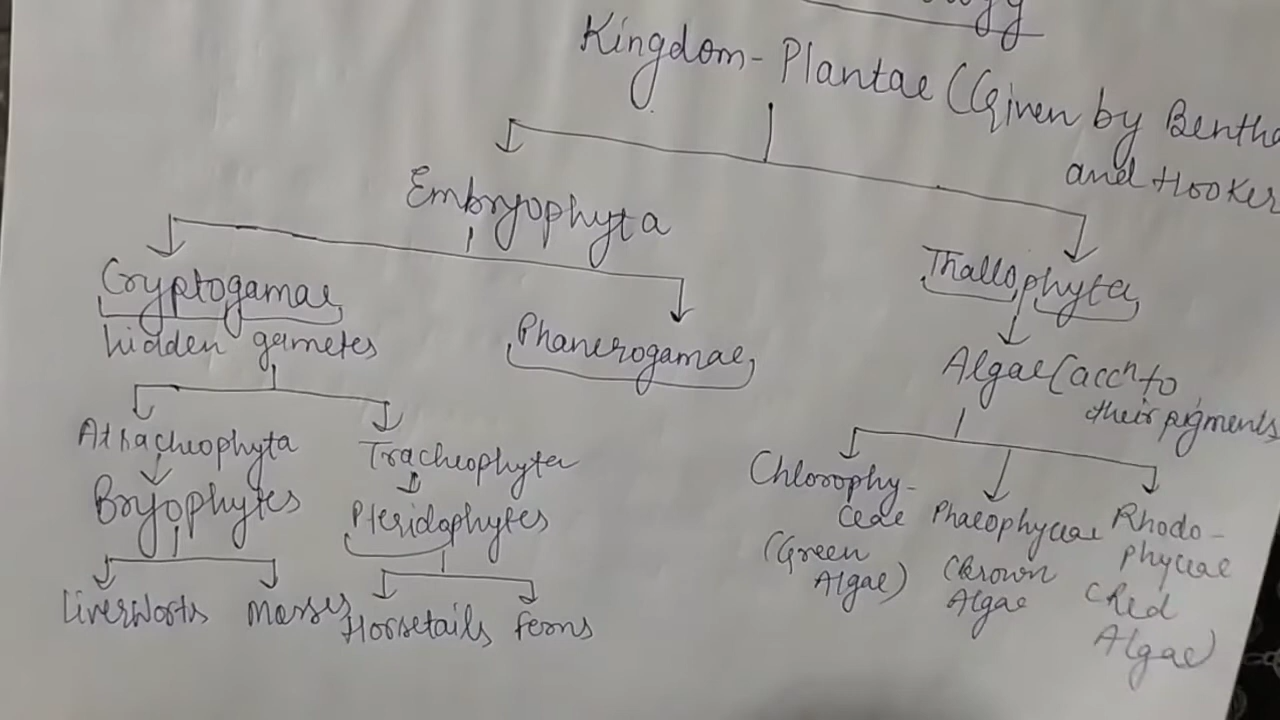 Kingdom - Plantae (Given by Bentha
and Hooker
Embryophyta
Thallophyta
Cryptogamae
hidden gametes
Phanerogamae
Algae (accn to
their pigments
Atracheophyta
Tracheophyta
Bryophytes
Pteridophytes
Liverworts
Mosses
Horsetails
Ferns
Chlorophy-
ceae
(Green
Algae)
Phaeophyceae
(Brown
Algae
Rhodo-
phyceae
(Red
Algae)